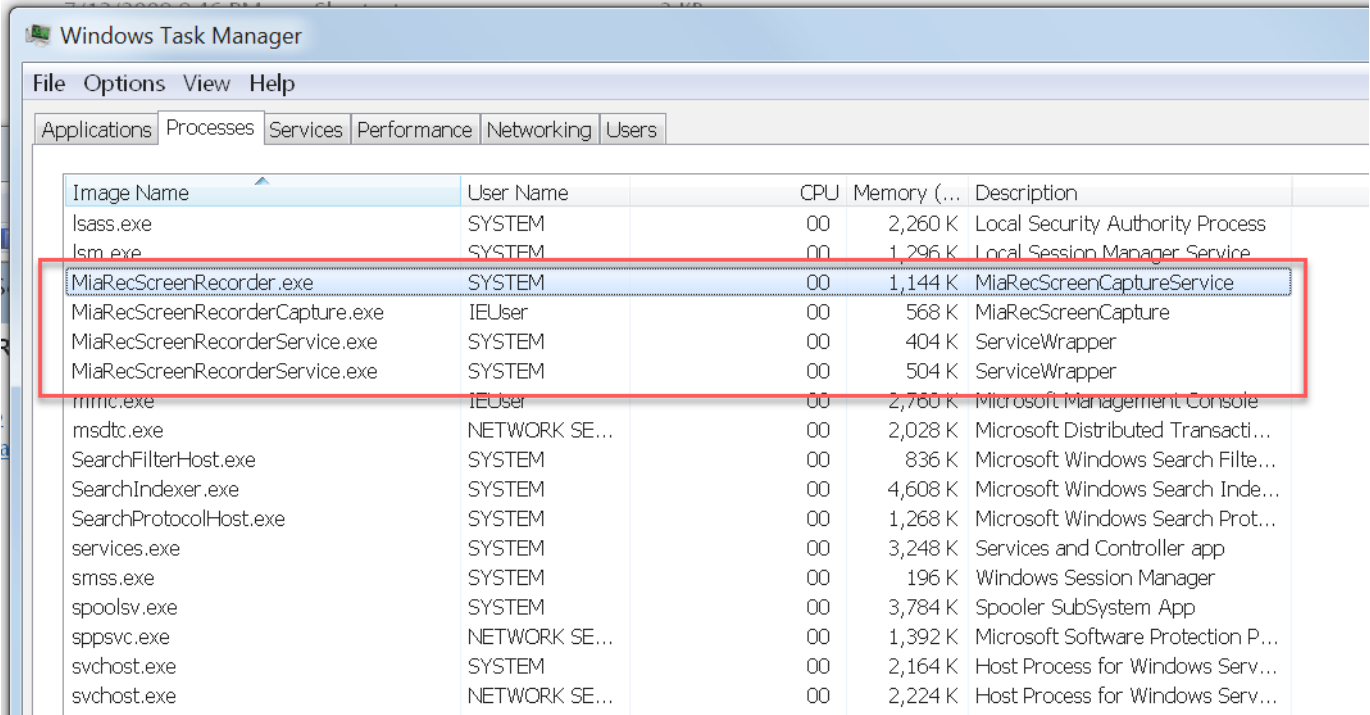 Windows Task Manager
File Options View Help
Applications Processes Services Performance Networking Users
Image Name User Name CPU Memory (... Description
lsass.exe SYSTEM 00 2,260 K Local Security Authority Process
lsm.exe SYSTEM 00 1,296 K Local Session Manager Service
MiaRecScreenRecorder.exe SYSTEM 00 1,144 K MiaRecScreenCaptureService
MiaRecScreenRecorderCapture.exe IEUser 00 568 K MiaRecScreenCapture
MiaRecScreenRecorderService.exe SYSTEM 00 404 K ServiceWrapper
MiaRecScreenRecorderService.exe SYSTEM 00 504 K ServiceWrapper
mmc.exe IEUser 00 2,760 K Microsoft Management Console
msdtc.exe NETWORK SE... 00 2,028 K Microsoft Distributed Transacti...
SearchFilterHost.exe SYSTEM 00 836 K Microsoft Windows Search Filte...
SearchIndexer.exe SYSTEM 00 4,608 K Microsoft Windows Search Inde...
SearchProtocolHost.exe SYSTEM 00 1,268 K Microsoft Windows Search Prot...
services.exe SYSTEM 00 3,248 K Services and Controller app
smss.exe SYSTEM 00 196 K Windows Session Manager
spoolsv.exe SYSTEM 00 3,784 K Spooler SubSystem App
sppsvc.exe NETWORK SE... 00 1,392 K Microsoft Software Protection P...
svchost.exe SYSTEM 00 2,164 K Host Process for Windows Serv...
svchost.exe NETWORK SE... 00 2,224 K Host Process for Windows Serv...